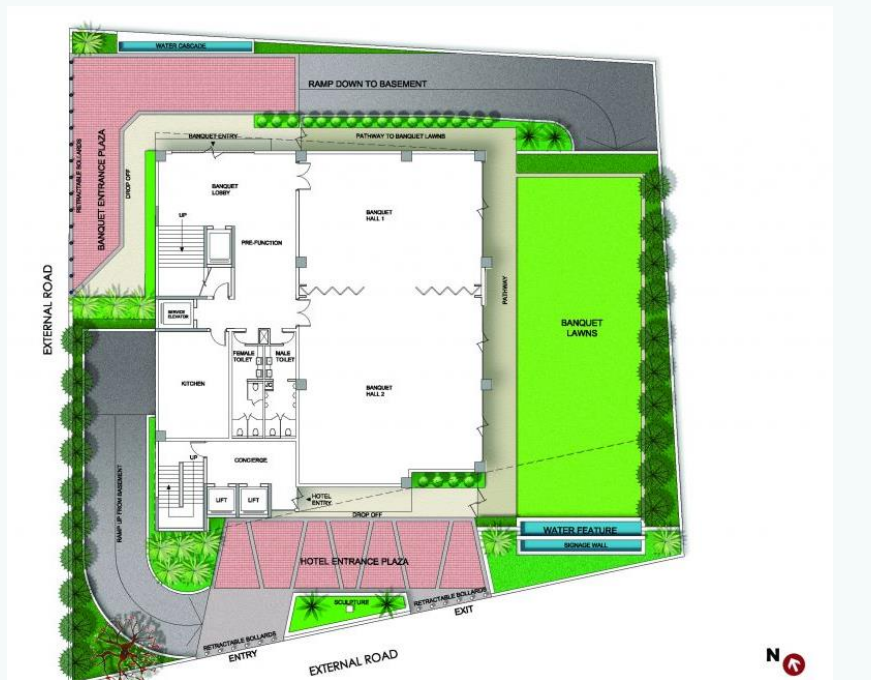 WATER CASCADE
RAMP DOWN TO BASEMENT
BANQUET ENTRY
PATHWAY TO BANQUET LAWNS
RETRACTABLE BOLLARDS
BANQUET ENTRANCE PLAZA
DROP OFF
BANQUET
LOBBY
BANQUET
HALL 1
UP
PRE-FUNCTION
EXTERNAL ROAD
PATHWAY
SERVICE
ELEVATOR
BANQUET
LAWNS
FEMALE
TOILET
MALE
TOILET
KITCHEN
BANQUET
HALL 2
UP
CONCIERGE
RAMP UP FROM BASEMENT
LIFT
LIFT
HOTEL
ENTRY
DROP OFF
WATER FEATURE
SIGNAGE WALL
HOTEL ENTRANCE PLAZA
SCULPTURE
RETRACTABLE BOLLARDS
EXIT
RETRACTABLE BOLLARDS
ENTRY
EXTERNAL ROAD
N